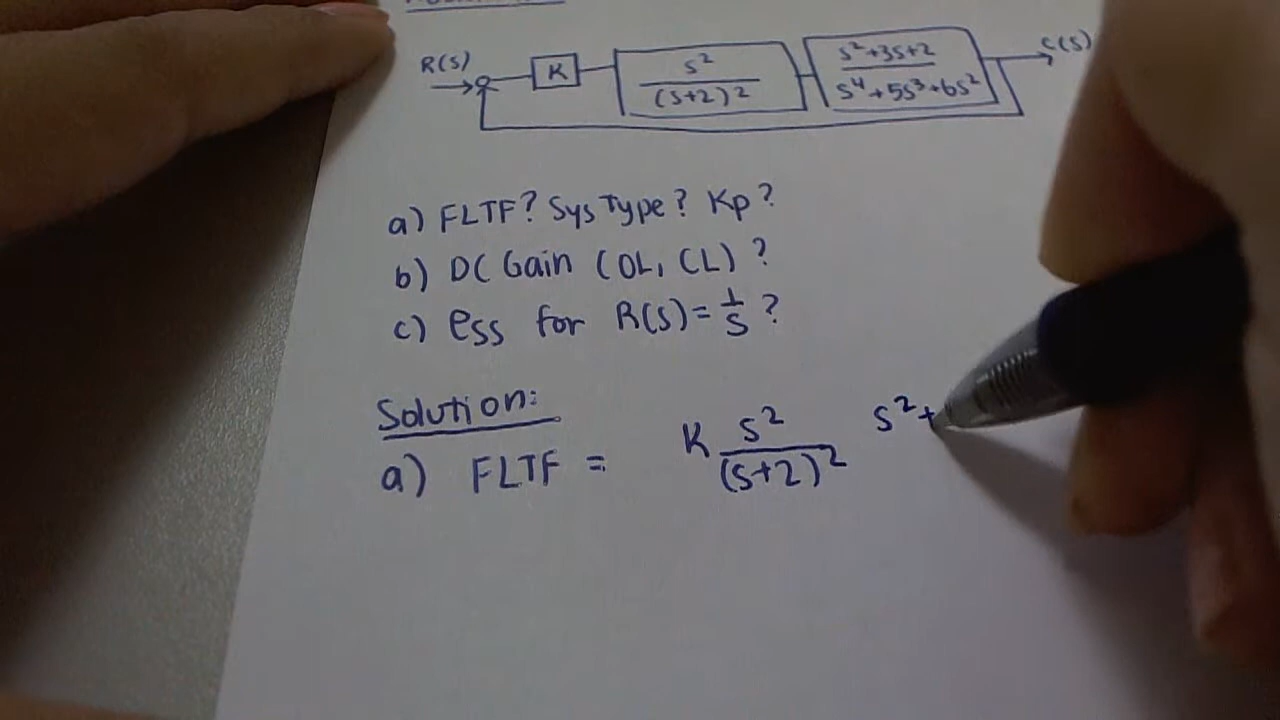 R(s) K s² / (s+2)² s²+3s+2 / s⁴+5s³+6s² C(s)
a) FLTF? Sys Type? Kp?
b) DC Gain (OL, CL)?
c) ess for R(s)=1/s?
Solution:
a) FLTF = K s² / (s+2)² s²+